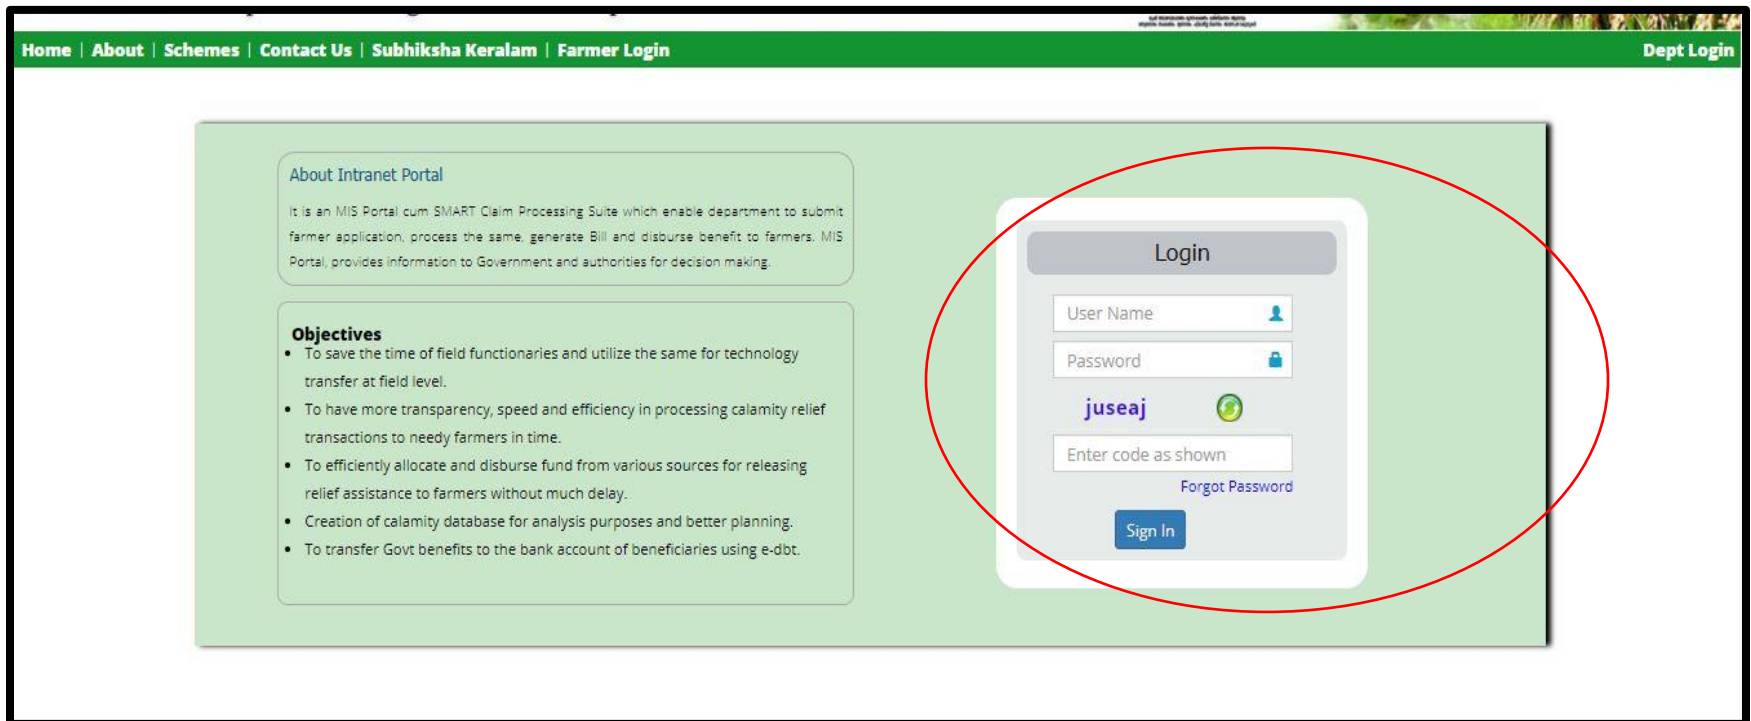 Home | About | Schemes | Contact Us | Subhiksha Keralam | Farmer Login
Dept Login
About Intranet Portal
It is an MIS Portal cum SMART Claim Processing Suite which enable department to submit
farmer application, process the same, generate Bill and disburse benefit to farmers. MIS
Portal, provides information to Government and authorities for decision making.
Objectives
• To save the time of field functionaries and utilize the same for technology
transfer at field level.
• To have more transparency, speed and efficiency in processing calamity relief
transactions to needy farmers in time.
• To efficiently allocate and disburse fund from various sources for releasing
relief assistance to farmers without much delay.
• Creation of calamity database for analysis purposes and better planning.
• To transfer Govt benefits to the bank account of beneficiaries using e-dbt.
Login
User Name
Password
juseaj
Enter code as shown
Forgot Password
Sign In